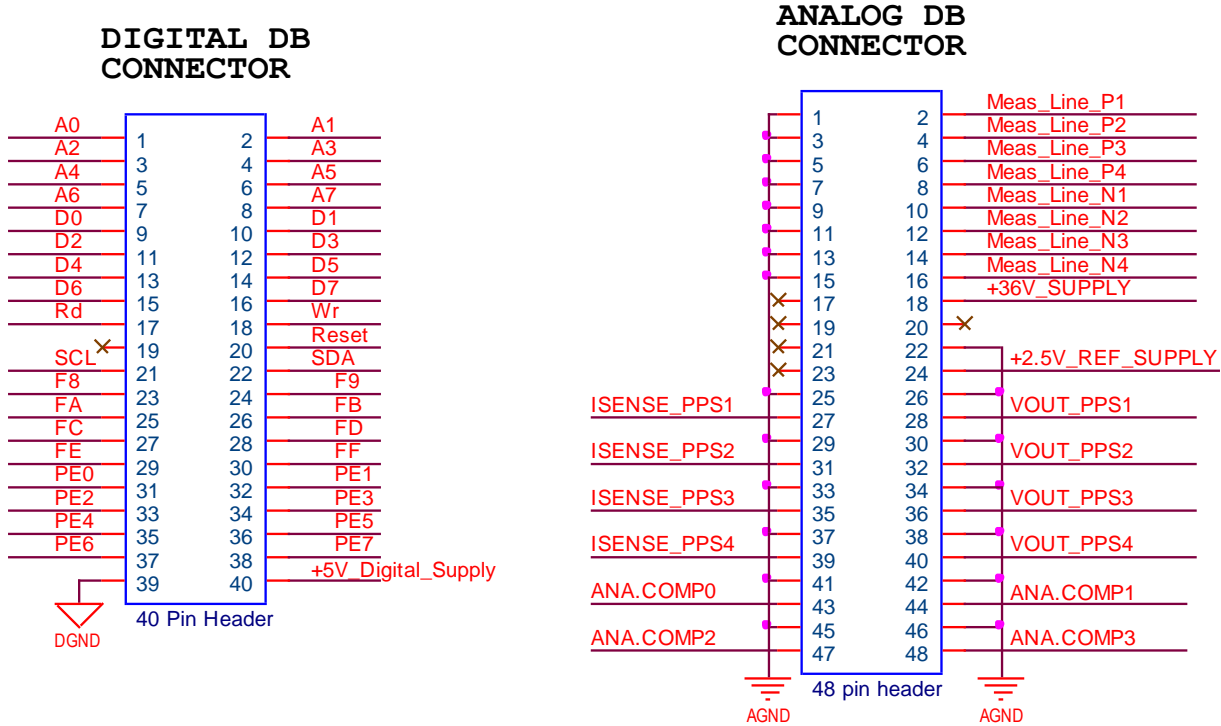 DIGITAL DB
CONNECTOR
A0 1 2 A1
A2 3 4 A3
A4 5 6 A5
A6 7 8 A7
D0 9 10 D1
D2 11 12 D3
D4 13 14 D5
D6 15 16 D7
Rd 17 18 Wr
19 20 Reset
SCL 21 22 SDA
F8 23 24 F9
FA 25 26 FB
FC 27 28 FD
FE 29 30 FF
PE0 31 32 PE1
PE2 33 34 PE3
PE4 35 36 PE5
PE6 37 38 PE7
39 40 +5V_Digital_Supply
40 Pin Header
DGND
ANALOG DB
CONNECTOR
1 2 Meas_Line_P1
3 4 Meas_Line_P2
5 6 Meas_Line_P3
7 8 Meas_Line_P4
9 10 Meas_Line_N1
11 12 Meas_Line_N2
13 14 Meas_Line_N3
15 16 Meas_Line_N4
17 18 +36V_SUPPLY
19 20
21 22
23 24 +2.5V_REF_SUPPLY
25 26
ISENSE_PPS1 27 28 VOUT_PPS1
29 30
ISENSE_PPS2 31 32 VOUT_PPS2
33 34
ISENSE_PPS3 35 36 VOUT_PPS3
37 38
ISENSE_PPS4 39 40 VOUT_PPS4
41 42
ANA.COMP0 43 44 ANA.COMP1
45 46
ANA.COMP2 47 48 ANA.COMP3
48 pin header
AGND AGND